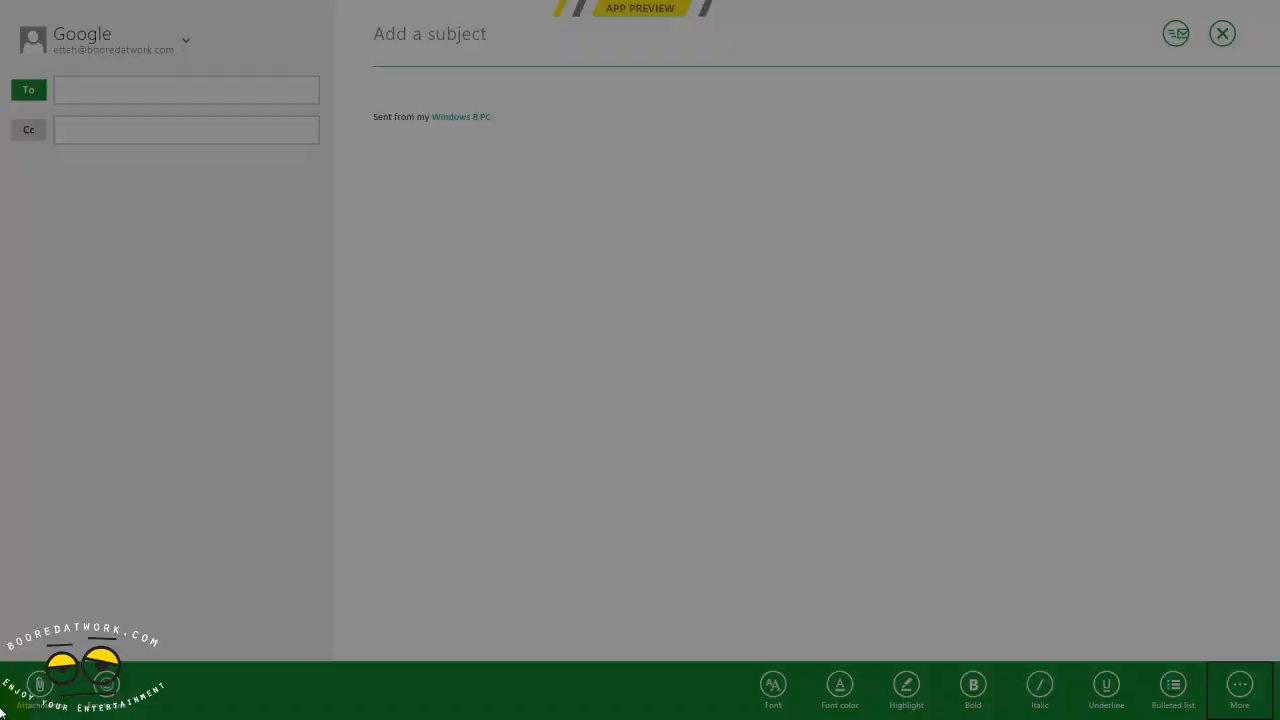 APP PREVIEW
Google
etteh@booredatwork.com
Add a subject
To
Cc
Sent from my Windows 8 PC
BOOREDATWORK.COM
ENJOY YOUR ENTERTAINMENT
Font
Font color
Highlight
Bold
Italic
Underline
Bulleted list
More